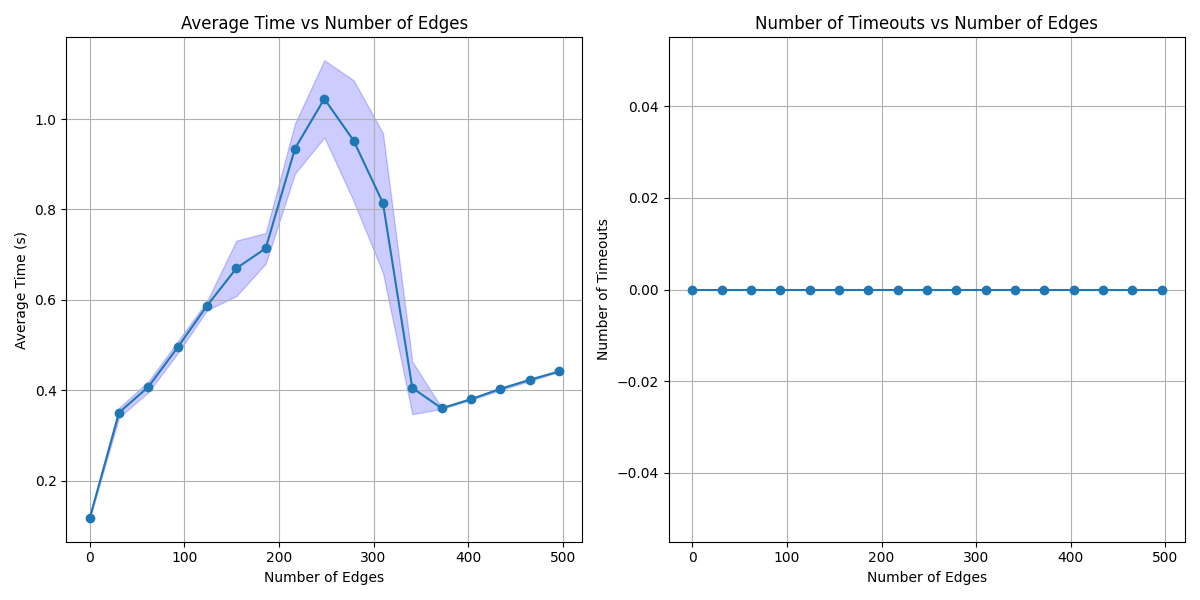 Average Time vs Number of Edges
Average Time (s)
1.0
0.8
0.6
0.4
0.2
0 100 200 300 400 500
Number of Edges
Number of Timeouts vs Number of Edges
Number of Timeouts
0.04
0.02
0.00
−0.02
−0.04
0 100 200 300 400 500
Number of Edges